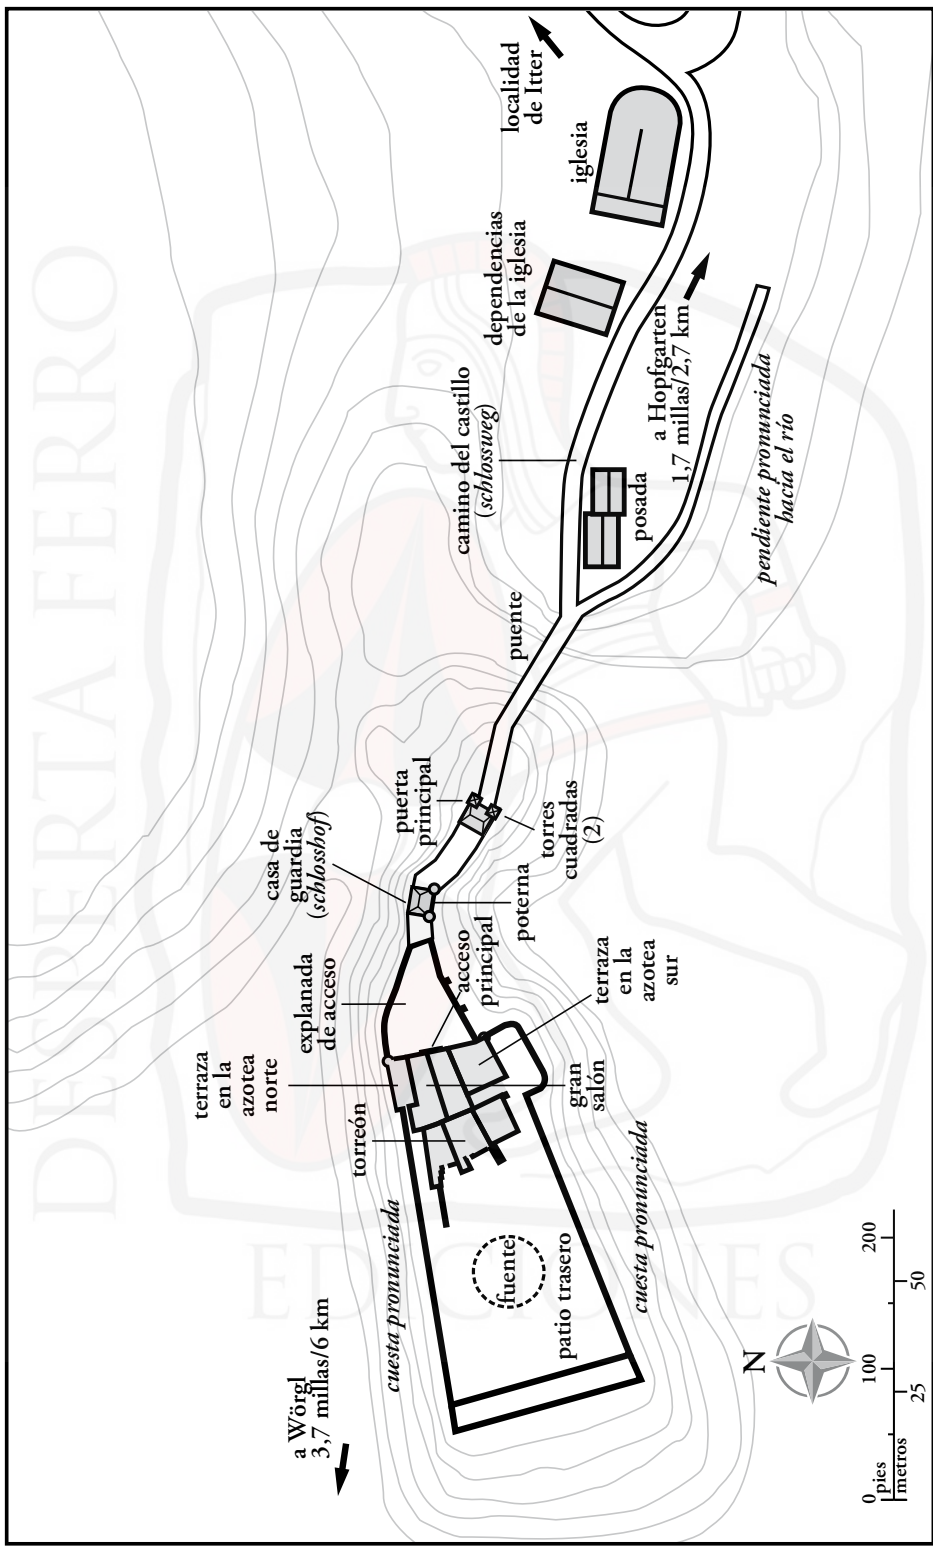 a Wörgl
3,7 millas/6 km
cuesta pronunciada
torreón
terraza
en la
azotea
norte
explanada
de acceso
casa de
guardia
(schlosshof)
puerta
principal
puente
camino del castillo
(schlossweg)
dependencias
de la iglesia
iglesia
localidad
de Itter
a Hopfgarten
1,7 millas/2,7 km
posada
pendiente pronunciada
hacia el río
torres
cuadradas
(2)
poterna
acceso
principal
terraza
en la
azotea
sur
gran
salón
fuente
patio trasero
cuesta pronunciada
N
0 100 200
pies
metros
25 50
DESPERTA FERRO
EDICIONES